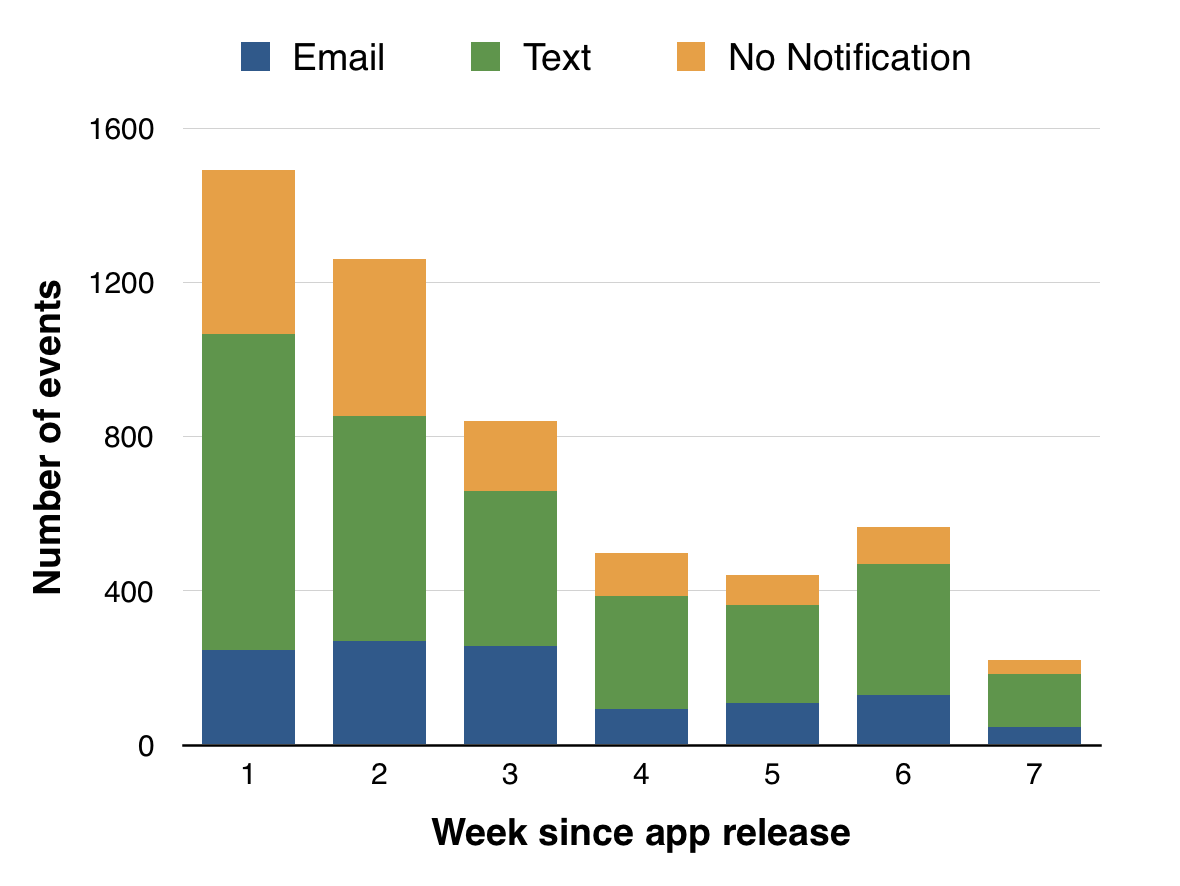 Email Text No Notification
1600
1200
800
400
0
Number of events
1 2 3 4 5 6 7
Week since app release